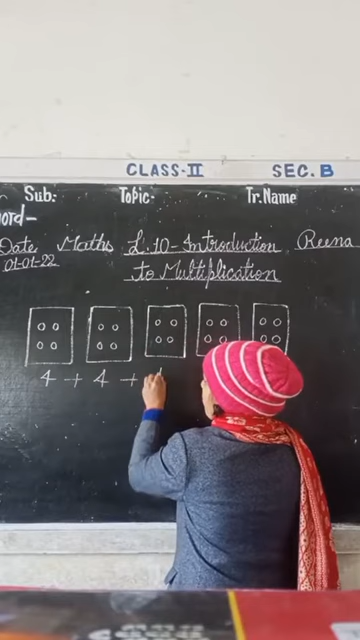 CLASS-II SEC. B
Sub: Topic- Tr. Name
ord-
Date Maths L.10-Introduction Reena
01-01-22 to Multiplication
4 + 4 +